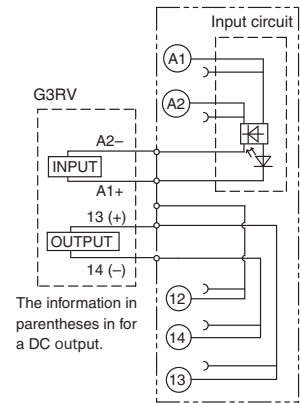 Input circuit
A1
G3RV
A2
A2–
INPUT
A1+
13 (+)
OUTPUT
14 (–)
The information in
parentheses in for
a DC output.
12
14
13